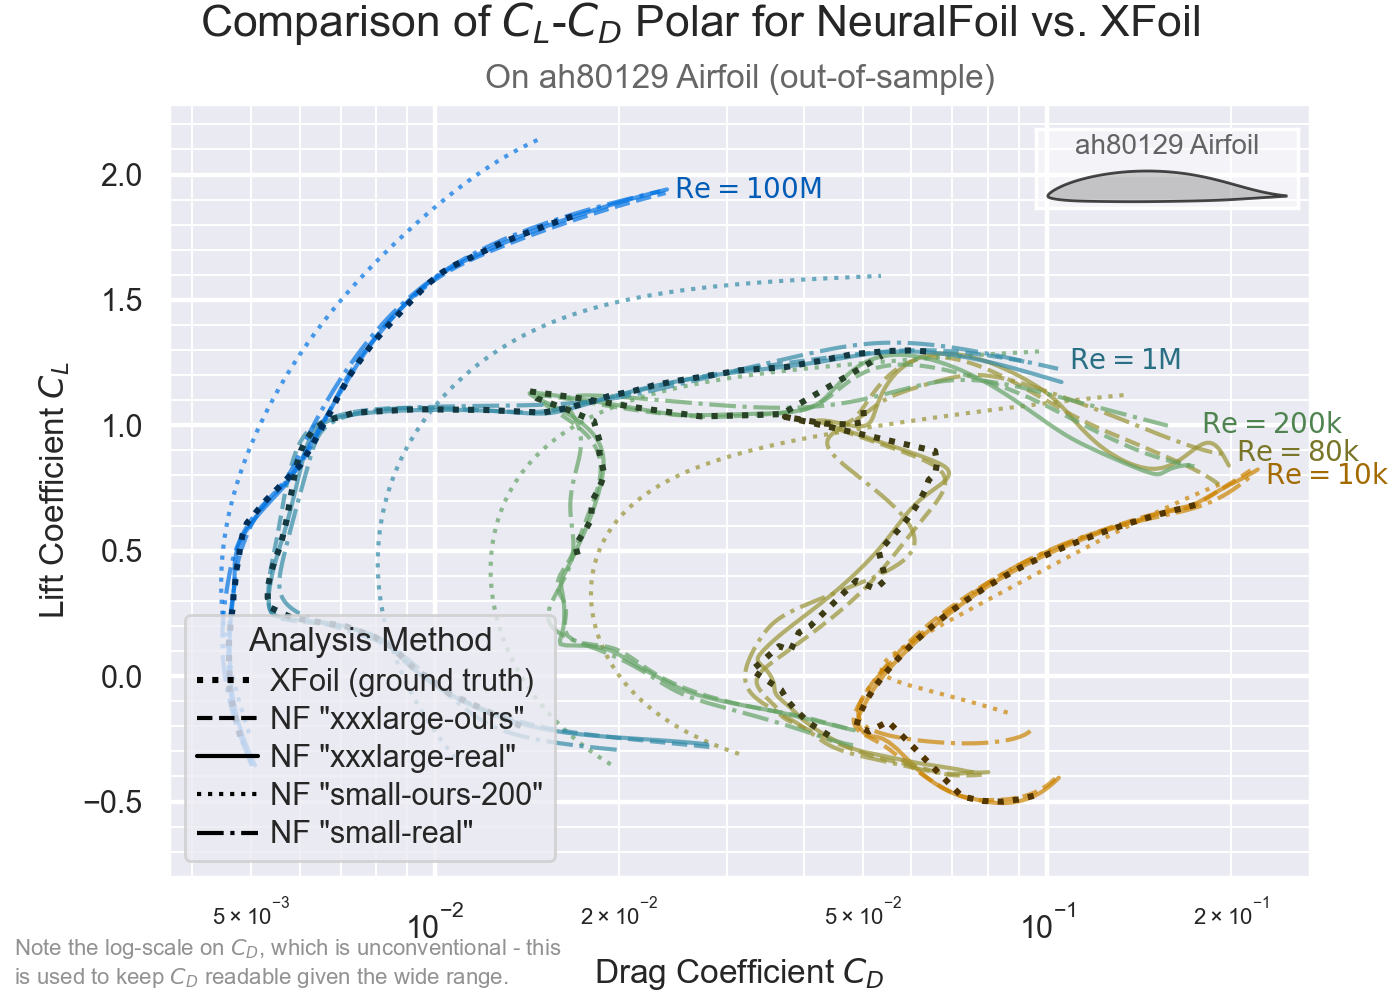 Comparison of C_L-C_D Polar for NeuralFoil vs. XFoil
On ah80129 Airfoil (out-of-sample)
ah80129 Airfoil
Re = 100M
Re = 1M
Re = 200k
Re = 80k
Re = 10k
Lift Coefficient C_L
2.0
1.5
1.0
0.5
0.0
−0.5
Analysis Method
XFoil (ground truth)
NF "xxxlarge-ours"
NF "xxxlarge-real"
NF "small-ours-200"
NF "small-real"
5 × 10⁻³
10⁻²
2 × 10⁻²
5 × 10⁻²
10⁻¹
2 × 10⁻¹
Drag Coefficient C_D
Note the log-scale on C_D, which is unconventional - this
is used to keep C_D readable given the wide range.